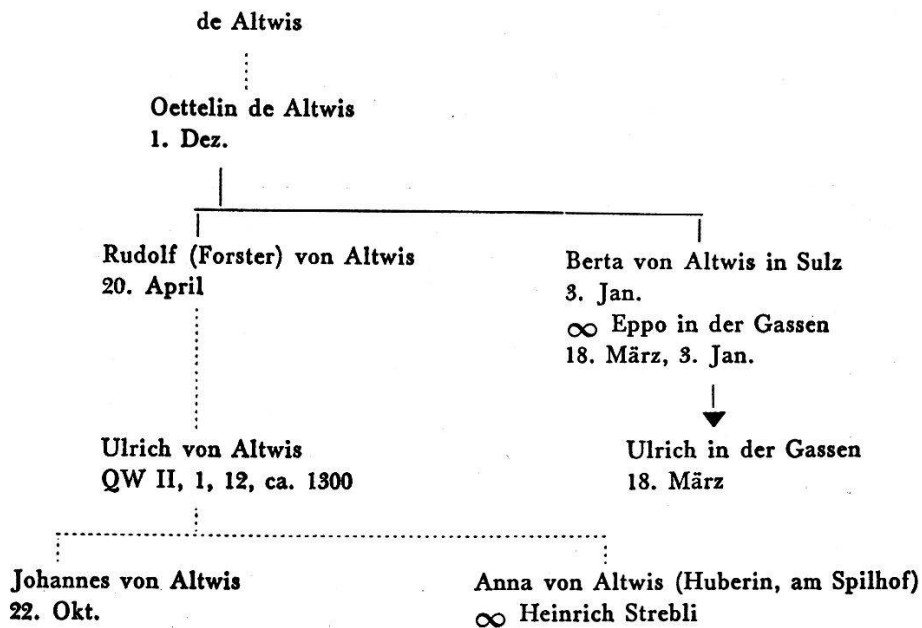 de Altwis
Oettelin de Altwis
1. Dez.
Rudolf (Forster) von Altwis
20. April
Berta von Altwis in Sulz
3. Jan.
∞ Eppo in der Gassen
18. März, 3. Jan.
Ulrich von Altwis
QW II, 1, 12, ca. 1300
Ulrich in der Gassen
18. März
Johannes von Altwis
22. Okt.
Anna von Altwis (Huberin, am Spilhof)
∞ Heinrich Strebli